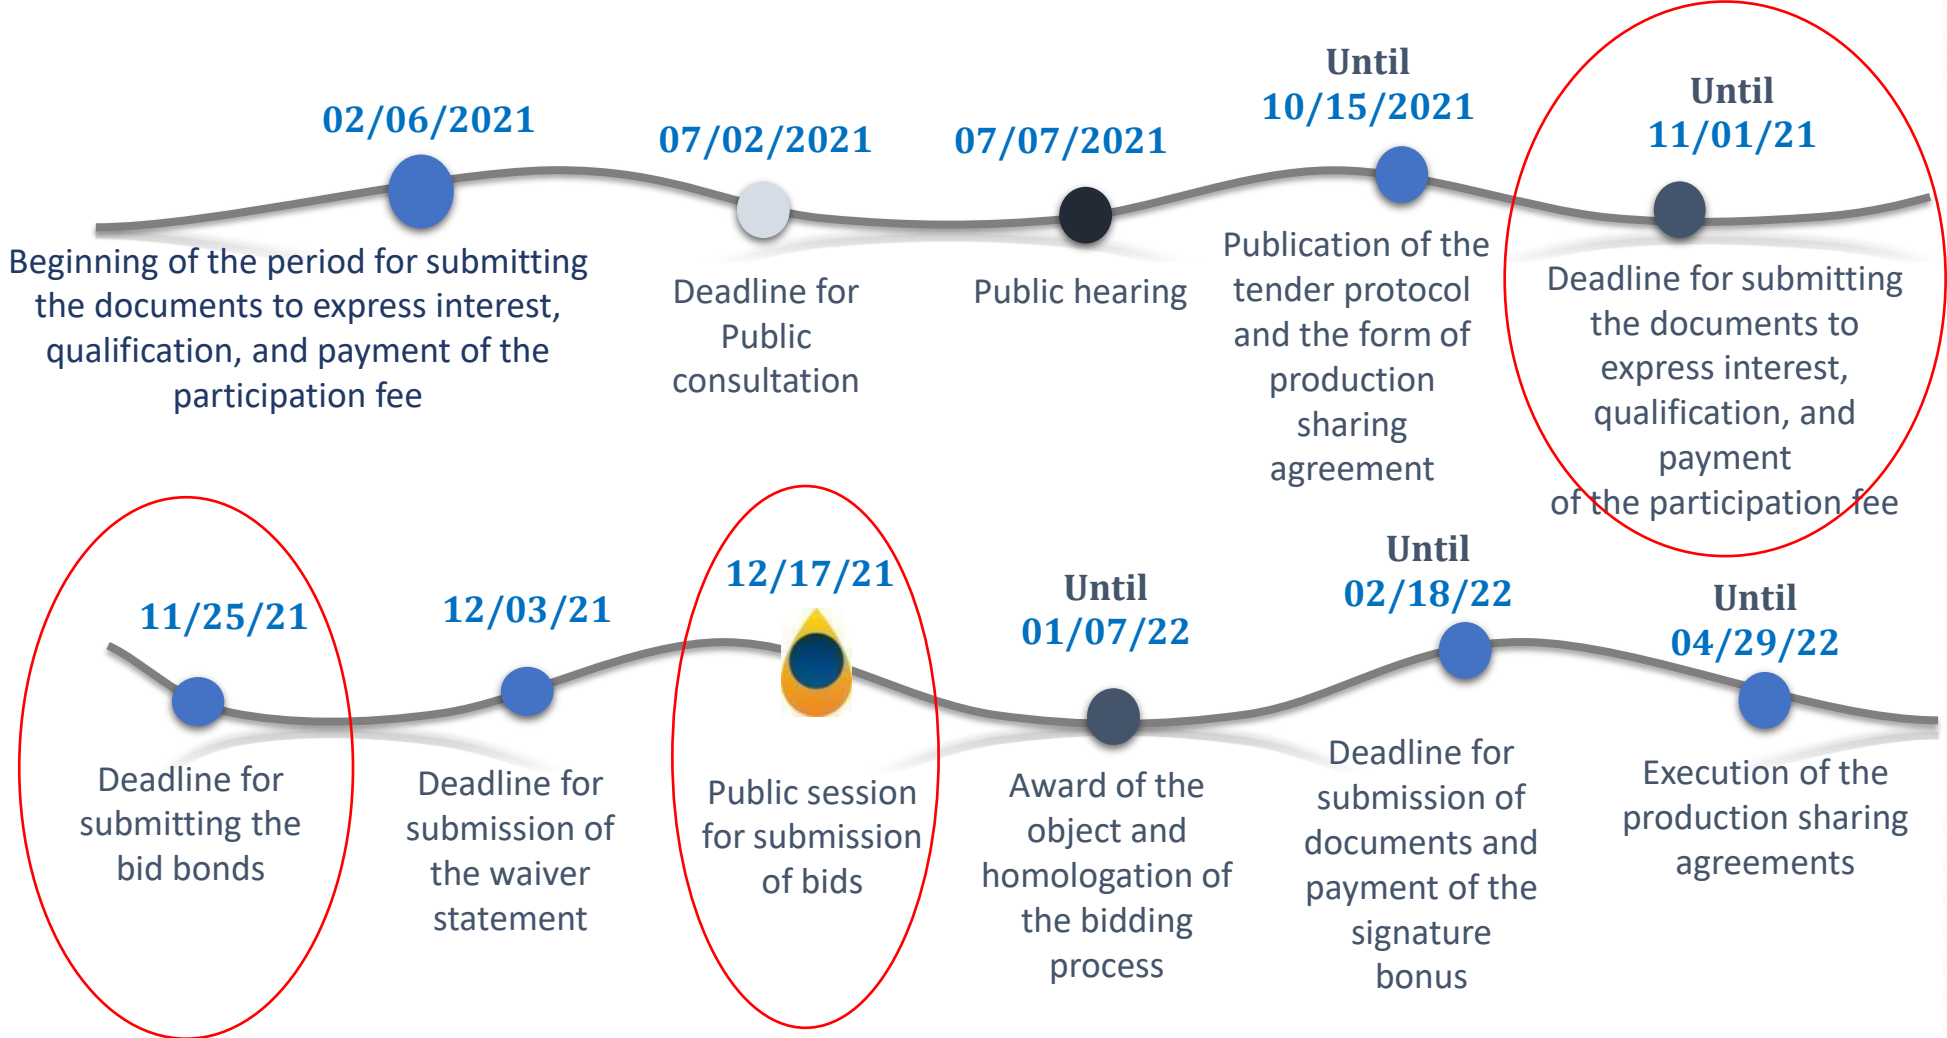 02/06/2021
Beginning of the period for submitting
the documents to express interest,
qualification, and payment of the
participation fee
07/02/2021
Deadline for
Public
consultation
07/07/2021
Public hearing
Until
10/15/2021
Publication of the
tender protocol
and the form of
production
sharing
agreement
Until
11/01/21
Deadline for submitting
the documents to
express interest,
qualification, and
payment
of the participation fee
11/25/21
Deadline for
submitting the
bid bonds
12/03/21
Deadline for
submission of
the waiver
statement
12/17/21
Public session
for submission
of bids
Until
01/07/22
Award of the
object and
homologation of
the bidding
process
Until
02/18/22
Deadline for
submission of
documents and
payment of the
signature
bonus
Until
04/29/22
Execution of the
production sharing
agreements